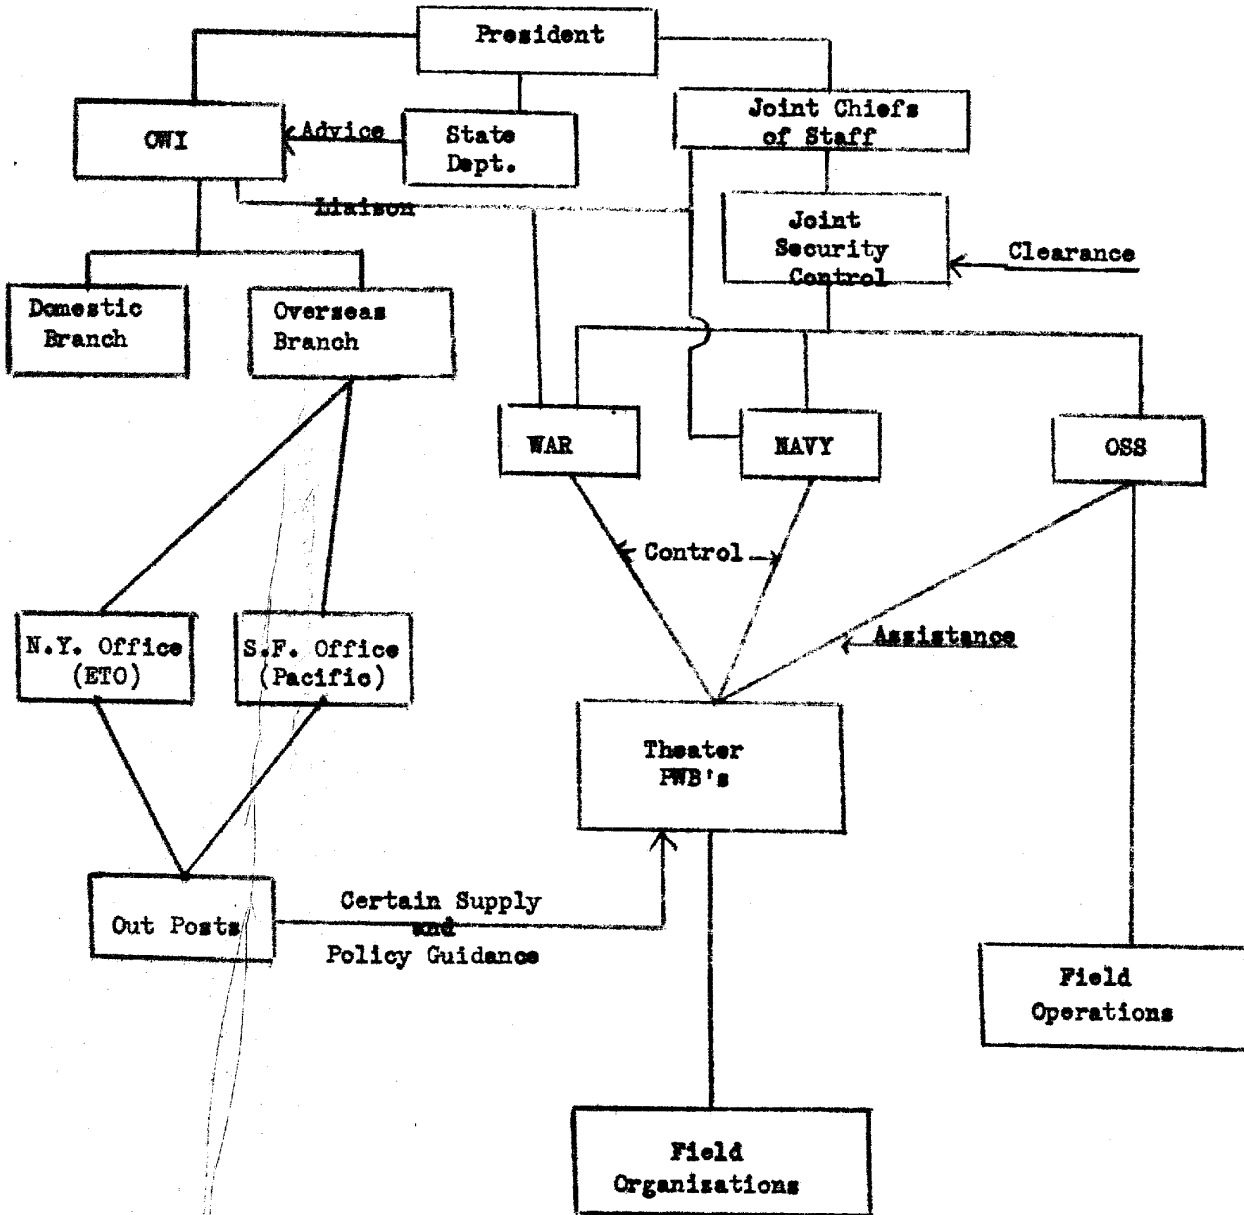 President
OWI
Advice
State
Dept.
Joint Chiefs
of Staff
Liaison
Joint
Security
Control
Clearance
Domestic
Branch
Overseas
Branch
WAR
NAVY
OSS
Control
N.Y. Office
(ETO)
S.F. Office
(Pacific)
Assistance
Theater
PWB's
Out Posts
Certain Supply
and
Policy Guidance
Field
Operations
Field
Organizations